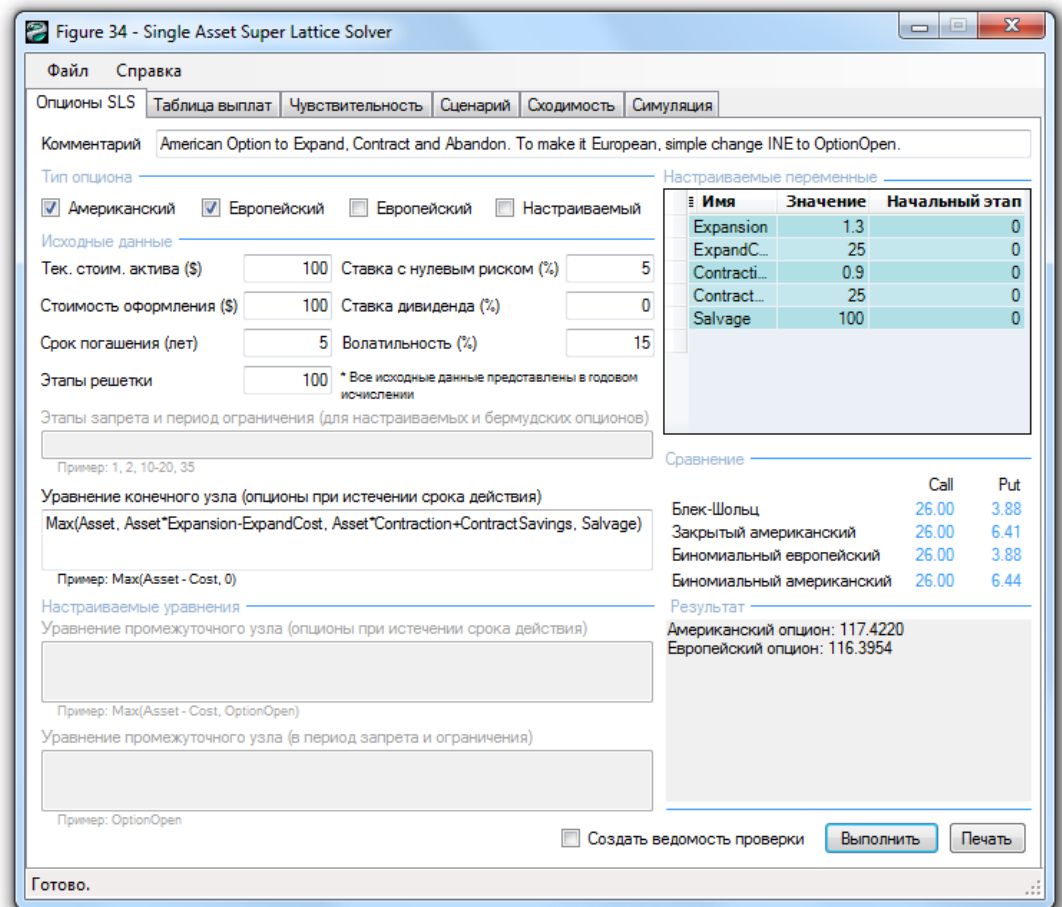 Figure 34 - Single Asset Super Lattice Solver
Файл Справка
Опционы SLS Таблица выплат Чувствительность Сценарий Сходимость Симуляция
Комментарий American Option to Expand, Contract and Abandon. To make it European, simple change INE to OptionOpen.
Тип опциона
Американский Европейский Европейский Настраиваемый
Исходные данные
Тек. стоим. актива ($) 100 Ставка с нулевым риском (%) 5
Стоимость оформления ($) 100 Ставка дивиденда (%) 0
Срок погашения (лет) 5 Волатильность (%) 15
Этапы решетки 100 * Все исходные данные представлены в годовом
исчислении
Этапы запрета и период ограничения (для настраиваемых и бермудских опционов)
Пример: 1, 2, 10-20, 35
Уравнение конечного узла (опционы при истечении срока действия)
Max(Asset, Asset*Expansion-ExpandCost, Asset*Contraction+ContractSavings, Salvage)
Пример: Max(Asset - Cost, 0)
Настраиваемые уравнения
Уравнение промежуточного узла (опционы при истечении срока действия)
Пример: Max(Asset - Cost, OptionOpen)
Уравнение промежуточного узла (в период запрета и ограничения)
Пример: OptionOpen
Настраиваемые переменные
Имя Значение Начальный этап
Expansion 1.3 0
ExpandC... 25 0
Contracti... 0.9 0
Contract... 25 0
Salvage 100 0
Сравнение
Call Put
Блек-Шольц 26.00 3.88
Закрытый американский 26.00 6.41
Биномиальный европейский 26.00 3.88
Биномиальный американский 26.00 6.44
Результат
Американский опцион: 117.4220
Европейский опцион: 116.3954
Создать ведомость проверки Выполнить Печать
Готово.